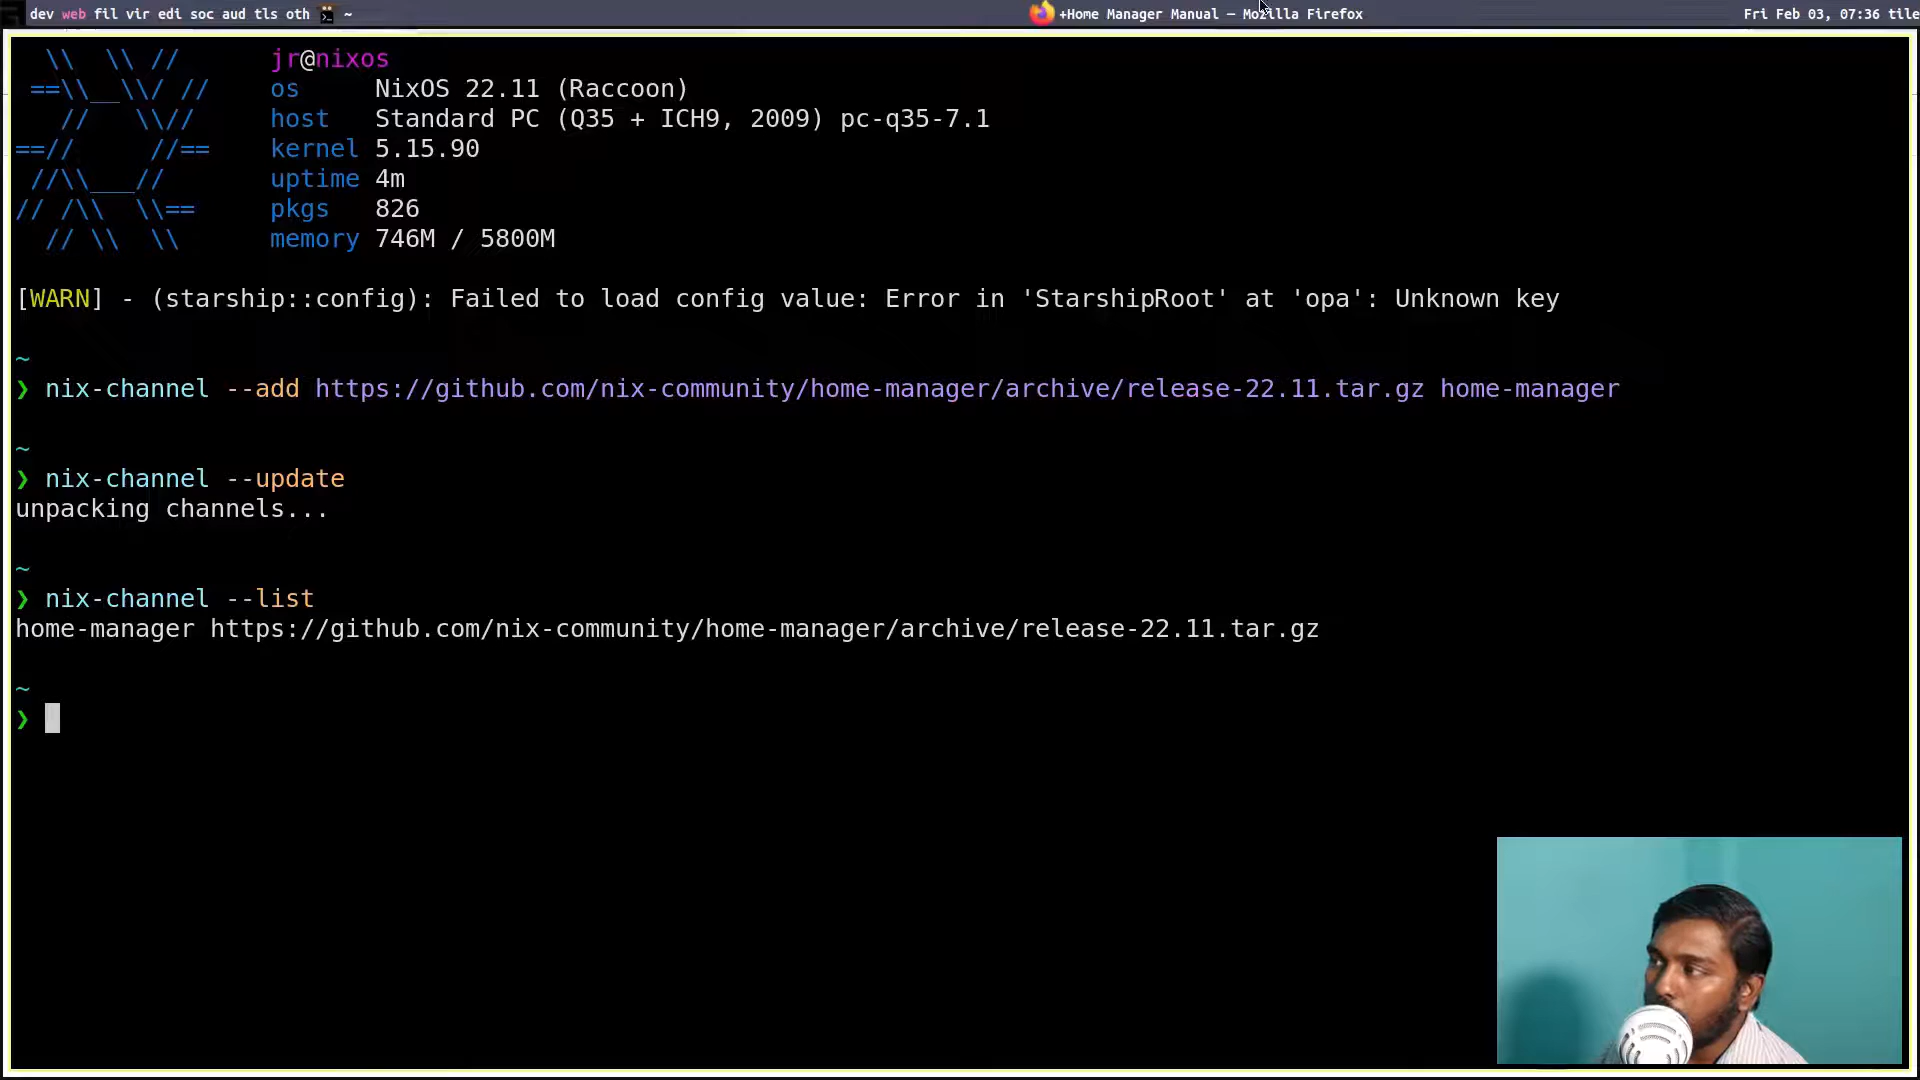 dev web fil vir edi soc aud tls oth ~ +Home Manager Manual — Mozilla Firefox Fri Feb 03, 07:36 tile
  \\  \\ //      jr@nixos
 ==\\__\\/ //    os     NixOS 22.11 (Raccoon)
   //   \\//     host   Standard PC (Q35 + ICH9, 2009) pc-q35-7.1
==//     //==    kernel 5.15.90
 //\\___//       uptime 4m
// /\\  \\==     pkgs   826
  // \\  \\      memory 746M / 5800M
[WARN] - (starship::config): Failed to load config value: Error in 'StarshipRoot' at 'opa': Unknown key
~
❯ nix-channel --add https://github.com/nix-community/home-manager/archive/release-22.11.tar.gz home-manager
~
❯ nix-channel --update
unpacking channels...
~
❯ nix-channel --list
home-manager https://github.com/nix-community/home-manager/archive/release-22.11.tar.gz
~
❯